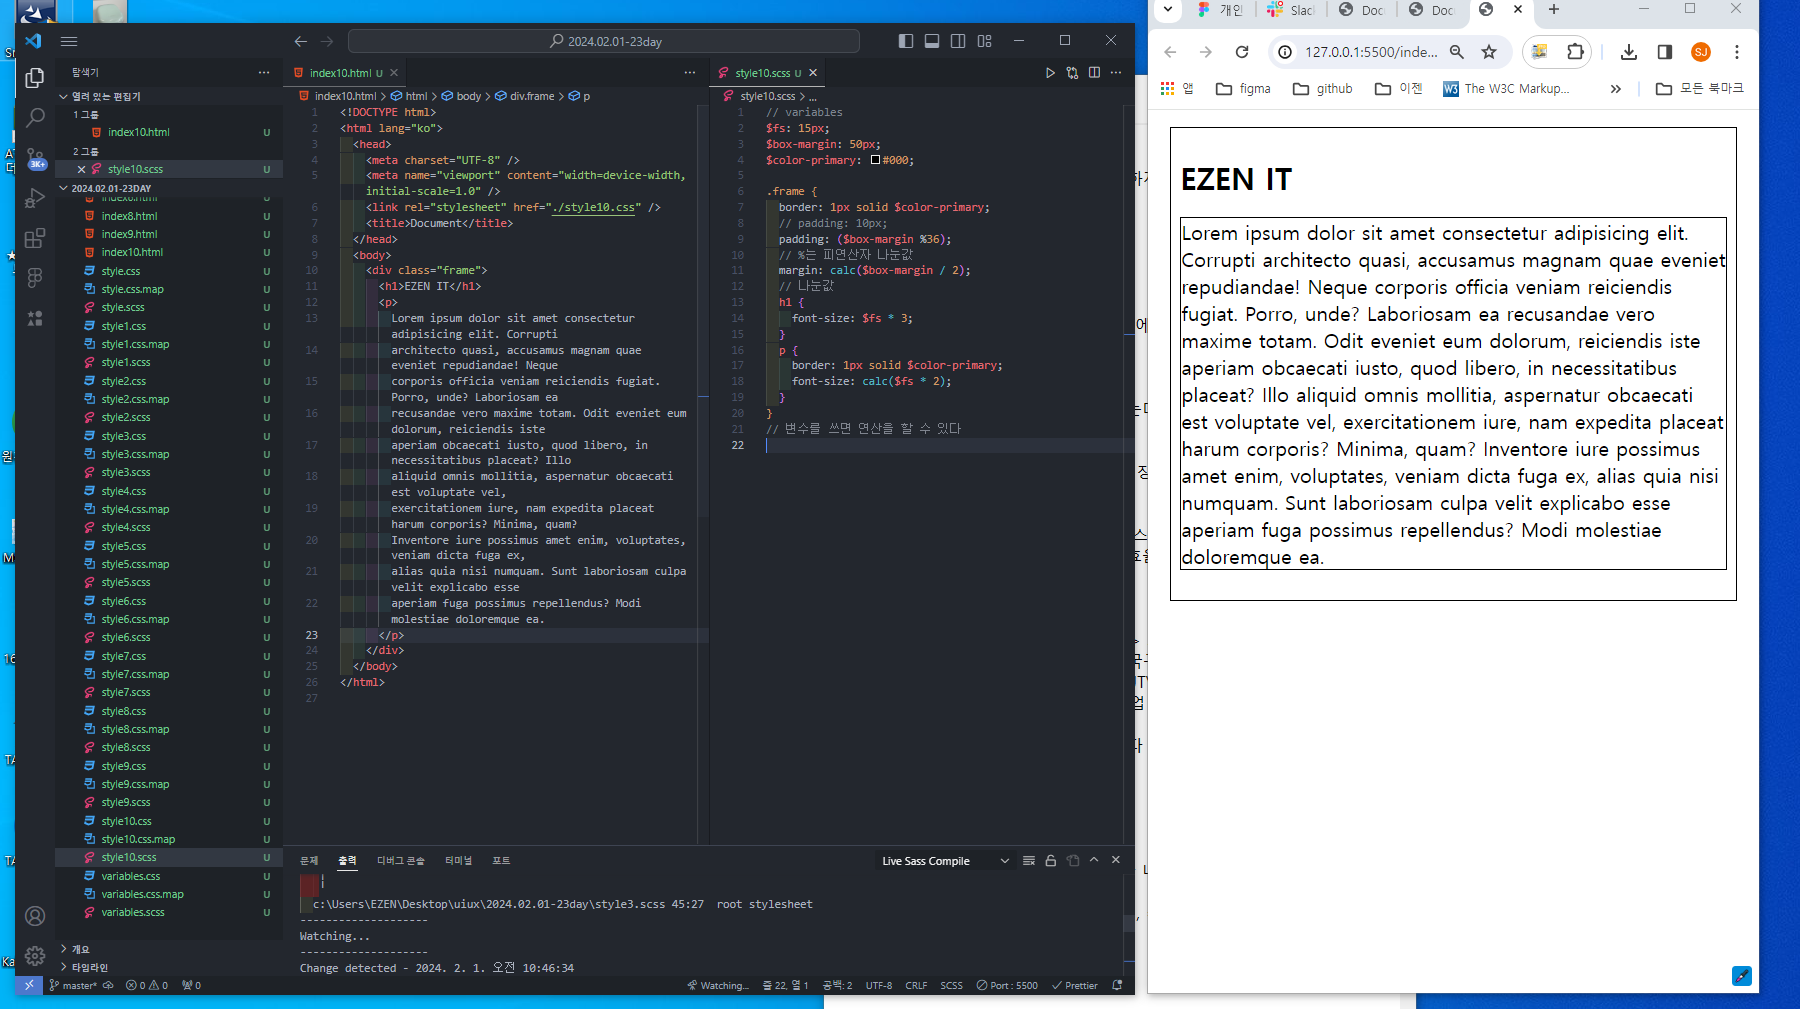 2024.02.01-23day
탐색기
열려 있는 편집기
1 그룹
index10.html U
2 그룹
style10.scss U
2024.02.01-23DAY
index8.html U
index9.html U
index10.html U
style.css U
style.css.map U
style.scss U
style1.css U
style1.css.map U
style1.scss U
style2.css U
style2.css.map U
style2.scss U
style3.css U
style3.css.map U
style3.scss U
style4.css U
style4.css.map U
style4.scss U
style5.css U
style5.css.map U
style5.scss U
style6.css U
style6.css.map U
style6.scss U
style7.css U
style7.css.map U
style7.scss U
style8.css U
style8.css.map U
style8.scss U
style9.css U
style9.css.map U
style9.scss U
style10.css U
style10.css.map U
style10.scss U
variables.css U
variables.css.map U
variables.scss U
개요
타임라인
3K+
index10.html U
index10.html > html > body > div.frame > p
1 <!DOCTYPE html>
2 <html lang="ko">
3 <head>
4 <meta charset="UTF-8" />
5 <meta name="viewport" content="width=device-width,
initial-scale=1.0" />
6 <link rel="stylesheet" href="./style10.css" />
7 <title>Document</title>
8 </head>
9 <body>
10 <div class="frame">
11 <h1>EZEN IT</h1>
12 <p>
13 Lorem ipsum dolor sit amet consectetur
adipisicing elit. Corrupti
14 architecto quasi, accusamus magnam quae
eveniet repudiandae! Neque
15 corporis officia veniam reiciendis fugiat.
Porro, unde? Laboriosam ea
16 recusandae vero maxime totam. Odit eveniet eum
dolorum, reiciendis iste
17 aperiam obcaecati iusto, quod libero, in
necessitatibus placeat? Illo
18 aliquid omnis mollitia, aspernatur obcaecati
est voluptate vel,
19 exercitationem iure, nam expedita placeat
harum corporis? Minima, quam?
20 Inventore iure possimus amet enim, voluptates,
veniam dicta fuga ex,
21 alias quia nisi numquam. Sunt laboriosam culpa
velit explicabo esse
22 aperiam fuga possimus repellendus? Modi
molestiae doloremque ea.
23 </p>
24 </div>
25 </body>
26 </html>
27
style10.scss U
style10.scss > ...
1 // variables
2 $fs: 15px;
3 $box-margin: 50px;
4 $color-primary: #000;
5
6 .frame {
7 border: 1px solid $color-primary;
8 // padding: 10px;
9 padding: ($box-margin %36);
10 // %는 피연산자 나눈값
11 margin: calc($box-margin / 2);
12 // 나눈값
13 h1 {
14 font-size: $fs * 3;
15 }
16 p {
17 border: 1px solid $color-primary;
18 font-size: calc($fs * 2);
19 }
20 }
21 // 변수를 쓰면 연산을 할 수 있다
22
문제 출력 디버그 콘솔 터미널 포트
Live Sass Compile
c:\Users\EZEN\Desktop\uiux\2024.02.01-23day\style3.scss 45:27 root stylesheet
--------------------
Watching...
--------------------
Change detected - 2024. 2. 1. 오전 10:46:34
master* 0 0 0 Watching... 줄 22, 열 1 공백: 2 UTF-8 CRLF SCSS Port : 5500 Prettier
개인 Slac Doc Doc
127.0.0.1:5500/inde... SJ
앱 figma github 이젠 The W3C Markup... 모든 북마크
EZEN IT
Lorem ipsum dolor sit amet consectetur adipisicing elit.
Corrupti architecto quasi, accusamus magnam quae eveniet
repudiandae! Neque corporis officia veniam reiciendis
fugiat. Porro, unde? Laboriosam ea recusandae vero
maxime totam. Odit eveniet eum dolorum, reiciendis iste
aperiam obcaecati iusto, quod libero, in necessitatibus
placeat? Illo aliquid omnis mollitia, aspernatur obcaecati
est voluptate vel, exercitationem iure, nam expedita placeat
harum corporis? Minima, quam? Inventore iure possimus
amet enim, voluptates, veniam dicta fuga ex, alias quia nisi
numquam. Sunt laboriosam culpa velit explicabo esse
aperiam fuga possimus repellendus? Modi molestiae
doloremque ea.